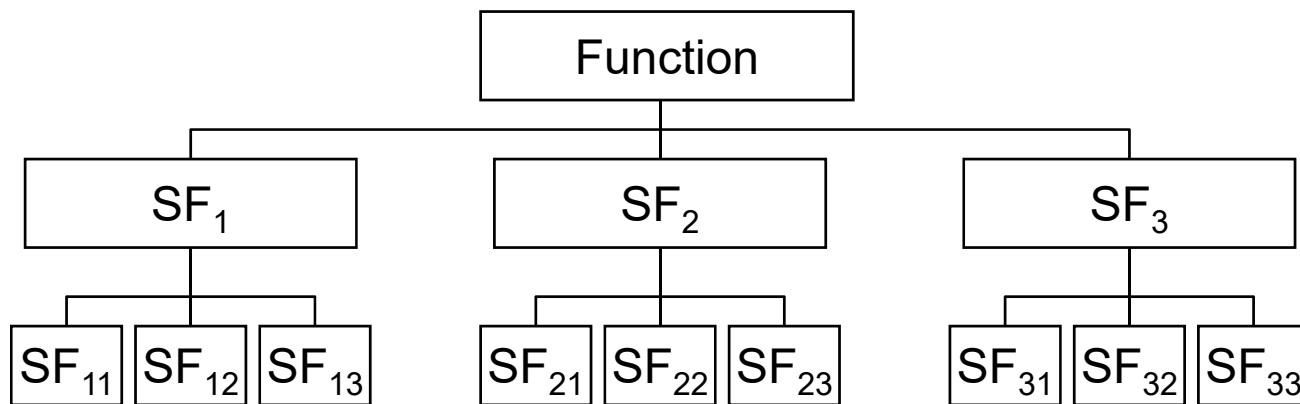 Function
SF₁ SF₂ SF₃
SF₁₁ SF₁₂ SF₁₃ SF₂₁ SF₂₂ SF₂₃ SF₃₁ SF₃₂ SF₃₃